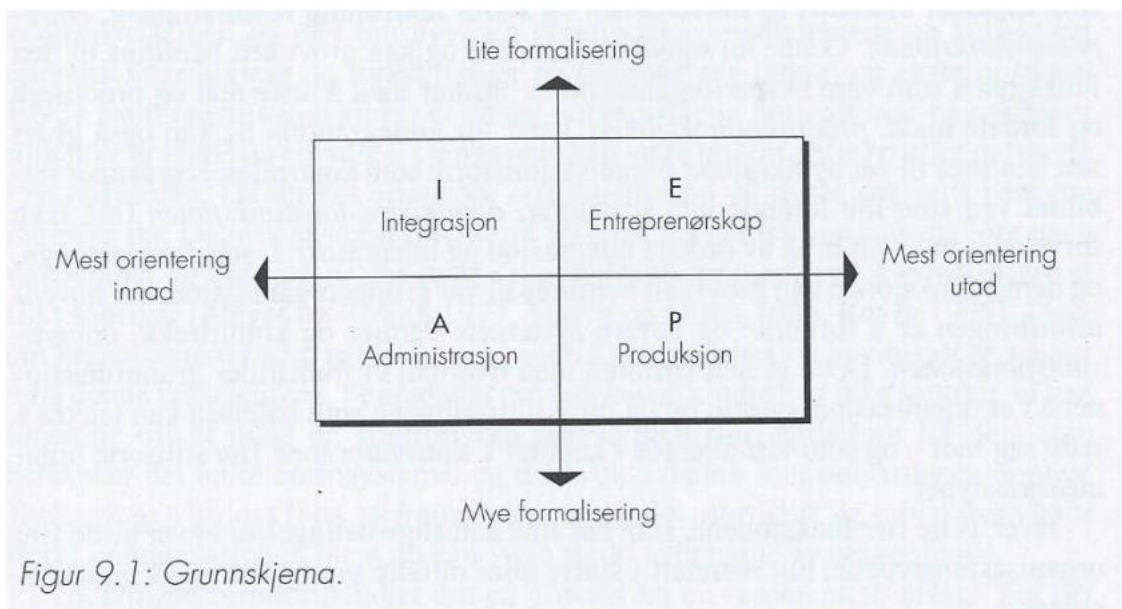 Lite formalisering
I E
Integrasjon Entreprenørskap
Mest orientering innad
Mest orientering utad
A P
Administrasjon Produksjon
Mye formalisering
Figur 9.1: Grunnskjema.